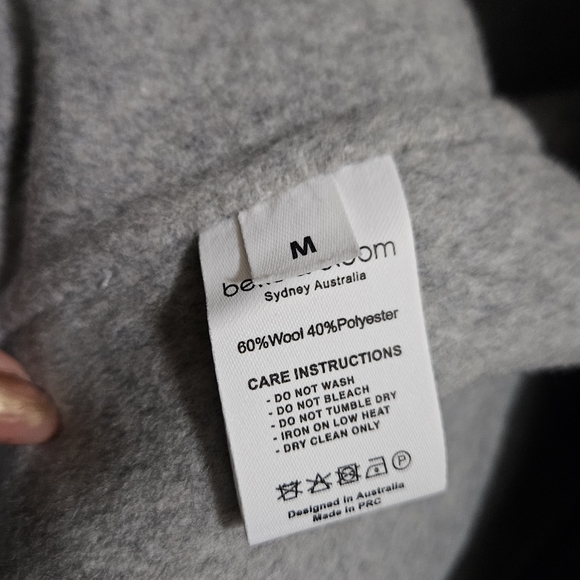 M
Sydney Australia
60%Wool 40%Polyester
CARE INSTRUCTIONS
- DO NOT WASH
- DO NOT BLEACH
- DO NOT TUMBLE DRY
- IRON ON LOW HEAT
- DRY CLEAN ONLY
P
Designed in Australia
Made in PRC